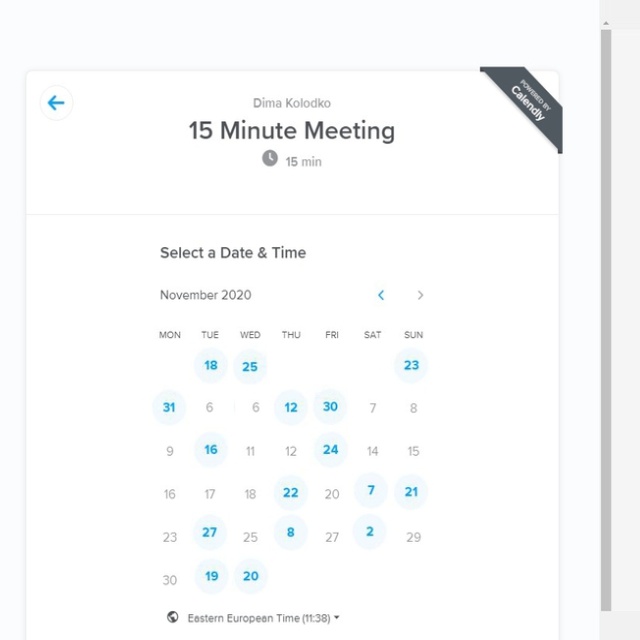 POWERED BY
Calendly
Dima Kolodko
15 Minute Meeting
15 min
Select a Date & Time
November 2020
MON TUE WED THU FRI SAT SUN
18 25 23
31 6 6 12 30 7 8
9 16 11 12 24 14 15
16 17 18 22 20 7 21
23 27 25 8 27 2 29
30 19 20
Eastern European Time (11:38)